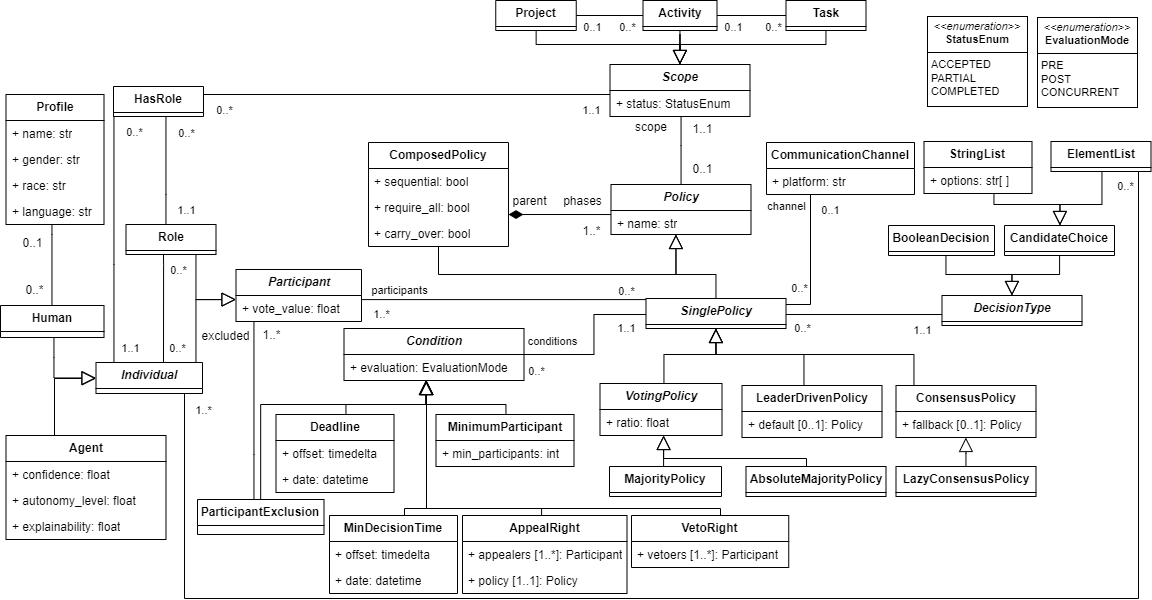 Project
Activity
Task
0..1
0..*
0..1
0..*
<<enumeration>>
StatusEnum
ACCEPTED
PARTIAL
COMPLETED
<<enumeration>>
EvaluationMode
PRE
POST
CONCURRENT
Scope
+ status: StatusEnum
HasRole
0..*
1..1
0..*
0..*
scope
1..1
0..1
Profile
+ name: str
+ gender: str
+ race: str
+ language: str
0..1
0..*
ComposedPolicy
+ sequential: bool
+ require_all: bool
+ carry_over: bool
parent
phases
1..*
Policy
+ name: str
CommunicationChannel
+ platform: str
channel
0..1
0..*
StringList
+ options: str[ ]
ElementList
0..*
BooleanDecision
CandidateChoice
DecisionType
1..1
Role
0..*
Participant
+ vote_value: float
participants
1..*
0..*
SinglePolicy
1..1
0..*
1..1
Human
excluded
1..*
Condition
+ evaluation: EvaluationMode
conditions
0..*
1..1
0..*
Individual
1..*
VotingPolicy
+ ratio: float
LeaderDrivenPolicy
+ default [0..1]: Policy
ConsensusPolicy
+ fallback [0..1]: Policy
Deadline
+ offset: timedelta
+ date: datetime
MinimumParticipant
+ min_participants: int
Agent
+ confidence: float
+ autonomy_level: float
+ explainability: float
MajorityPolicy
AbsoluteMajorityPolicy
LazyConsensusPolicy
ParticipantExclusion
MinDecisionTime
+ offset: timedelta
+ date: datetime
AppealRight
+ appealers [1..*]: Participant
+ policy [1..1]: Policy
VetoRight
+ vetoers [1..*]: Participant